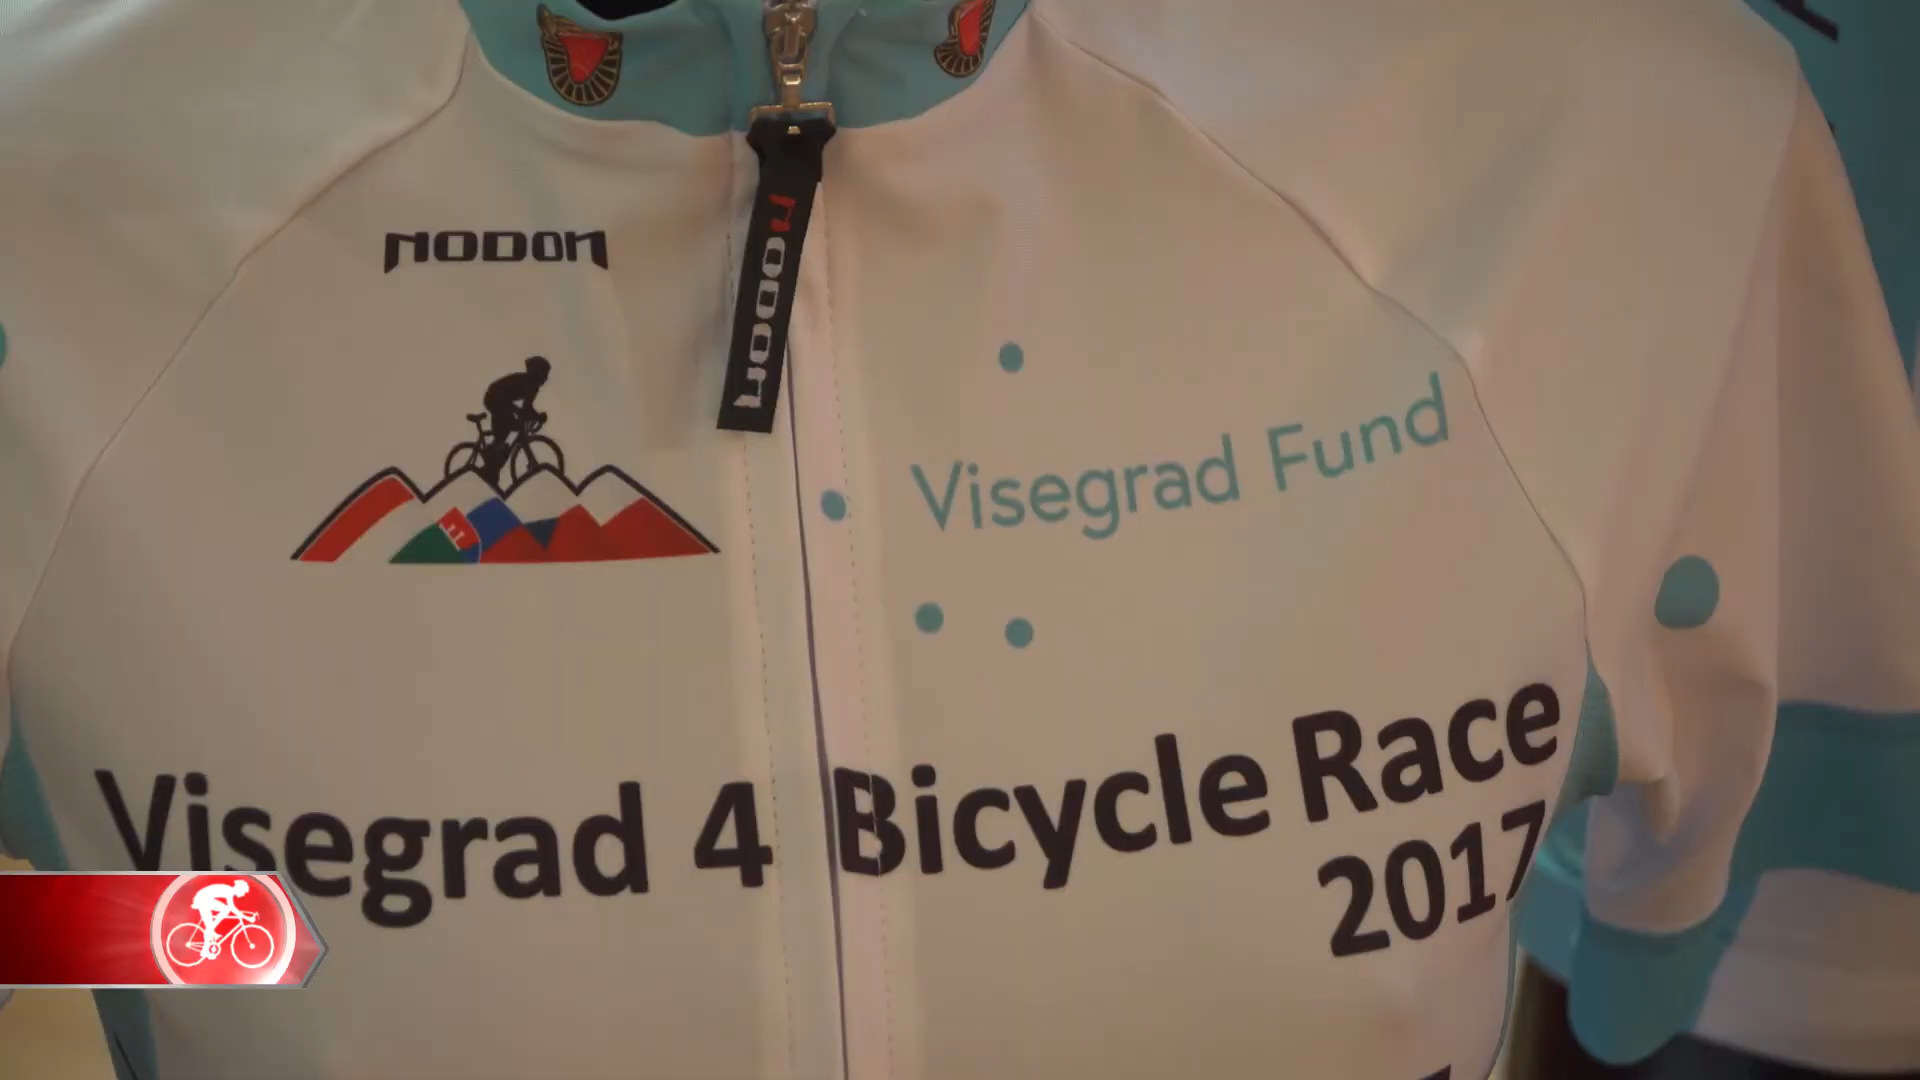 NODON
NODON
Visegrad Fund
Visegrad 4 Bicycle Race
2017